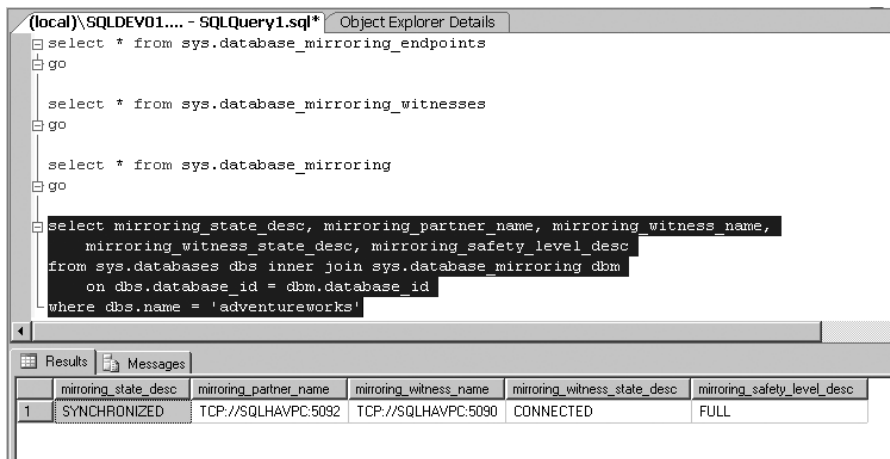 (local)\SQLDEV01.... - SQLQuery1.sql* Object Explorer Details
select * from sys.database_mirroring_endpoints
go
select * from sys.database_mirroring_witnesses
go
select * from sys.database_mirroring
go
select mirroring_state_desc, mirroring_partner_name, mirroring_witness_name,
mirroring_witness_state_desc, mirroring_safety_level_desc
from sys.databases dbs inner join sys.database_mirroring dbm
on dbs.database_id = dbm.database_id
where dbs.name = 'adventureworks'
Results Messages
mirroring_state_desc mirroring_partner_name mirroring_witness_name mirroring_witness_state_desc mirroring_safety_level_desc
1 SYNCHRONIZED TCP://SQLHAVPC:5092 TCP://SQLHAVPC:5090 CONNECTED FULL